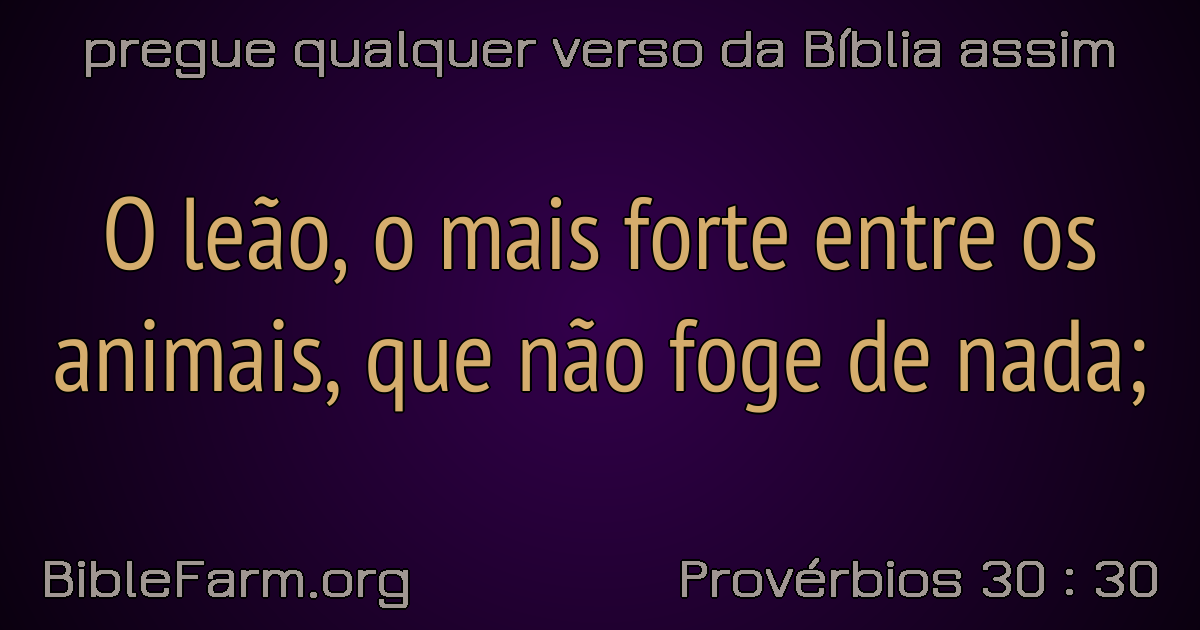 pregue qualquer verso da Bíblia assim
O leão, o mais forte entre os
animais, que não foge de nada;
BibleFarm.org
Provérbios 30 : 30